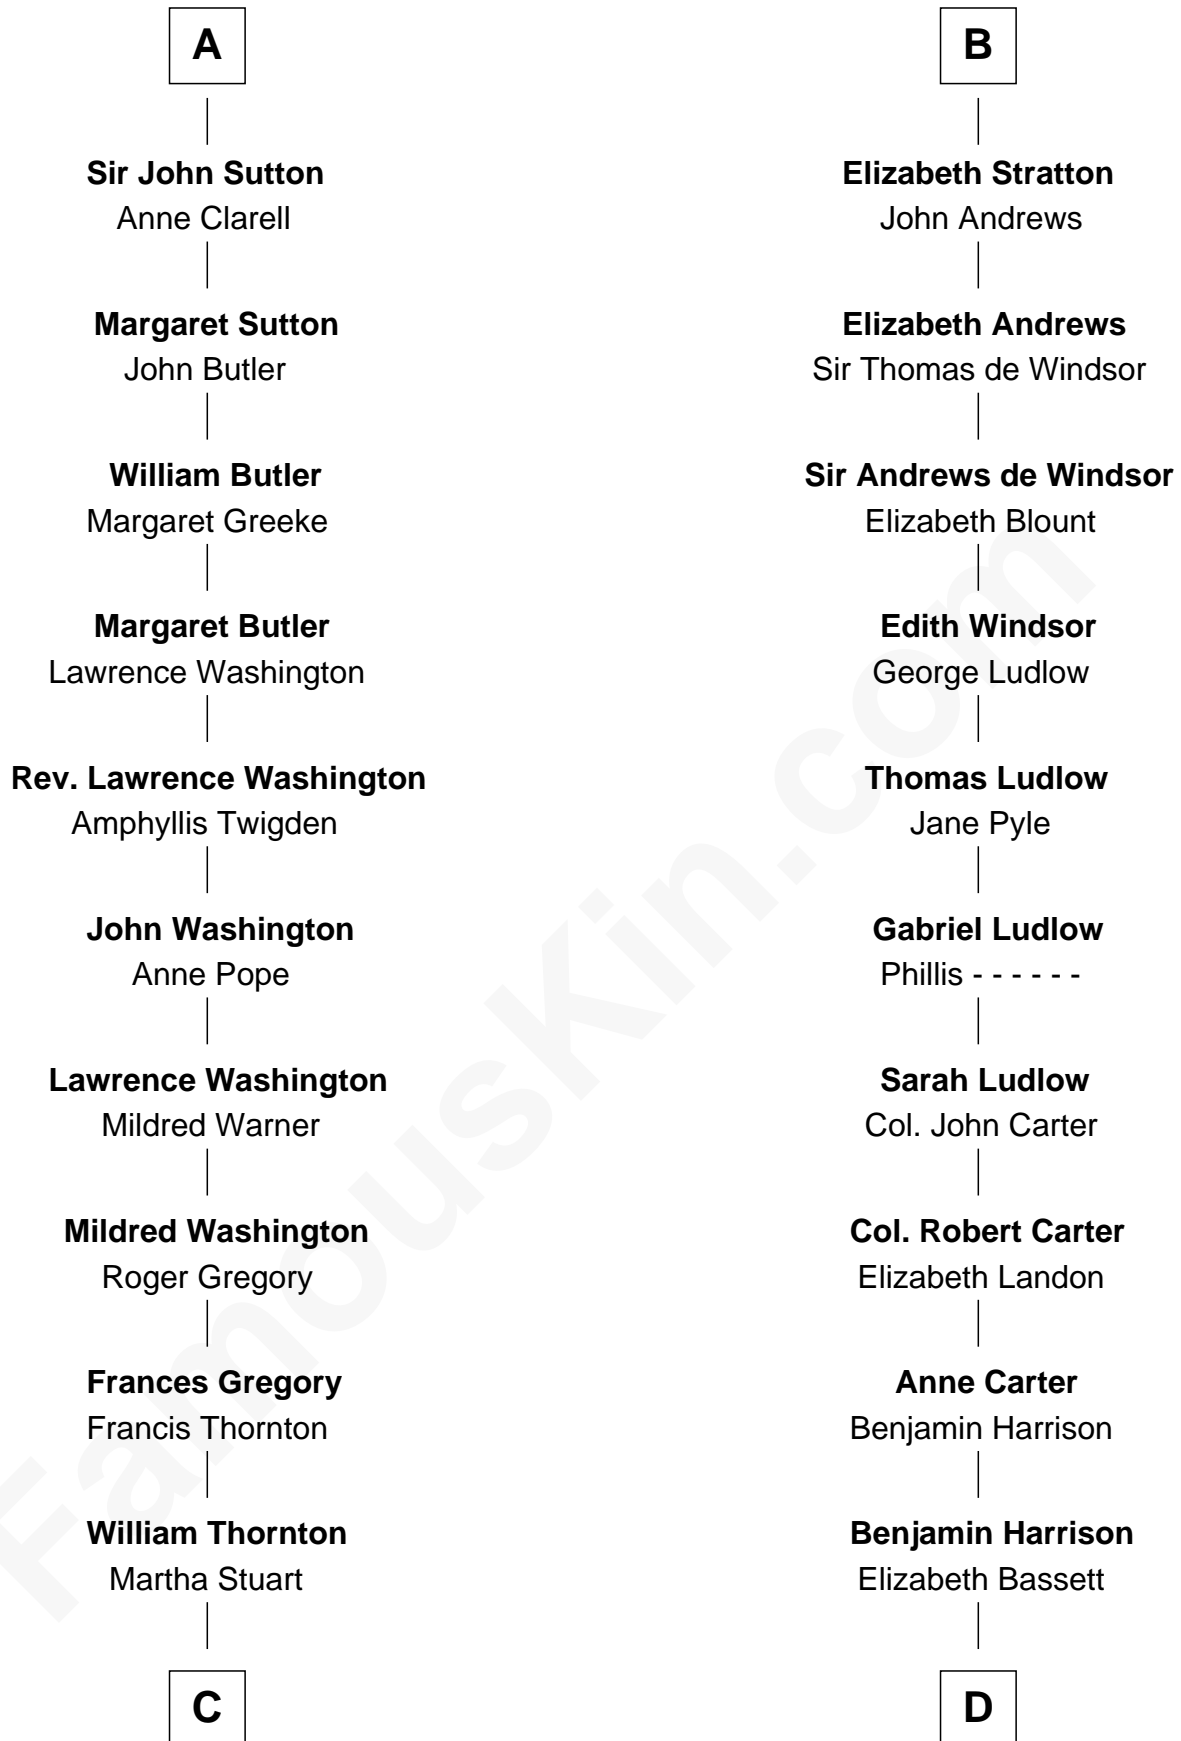 A
Sir John Sutton
Anne Clarell
Margaret Sutton
John Butler
William Butler
Margaret Greeke
Margaret Butler
Lawrence Washington
Rev. Lawrence Washington
Amphyllis Twigden
John Washington
Anne Pope
Lawrence Washington
Mildred Warner
Mildred Washington
Roger Gregory
Frances Gregory
Francis Thornton
William Thornton
Martha Stuart
C
B
Elizabeth Stratton
John Andrews
Elizabeth Andrews
Sir Thomas de Windsor
Sir Andrews de Windsor
Elizabeth Blount
Edith Windsor
George Ludlow
Thomas Ludlow
Jane Pyle
Gabriel Ludlow
Phillis - - - - - -
Sarah Ludlow
Col. John Carter
Col. Robert Carter
Elizabeth Landon
Anne Carter
Benjamin Harrison
Benjamin Harrison
Elizabeth Bassett
D
FamousKin.com